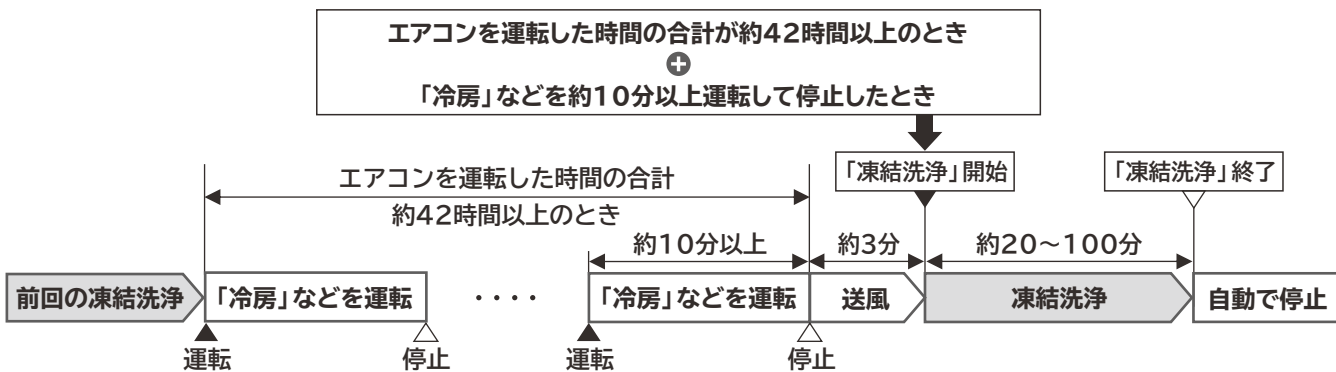 エアコンを運転した時間の合計が約42時間以上のとき
+
「冷房」などを約10分以上運転して停止したとき
「凍結洗浄」開始
「凍結洗浄」終了
エアコンを運転した時間の合計
約42時間以上のとき
約10分以上
約3分
約20〜100分
前回の凍結洗浄
「冷房」などを運転
・・・・
「冷房」などを運転
送風
凍結洗浄
自動で停止
運転
停止
運転
停止